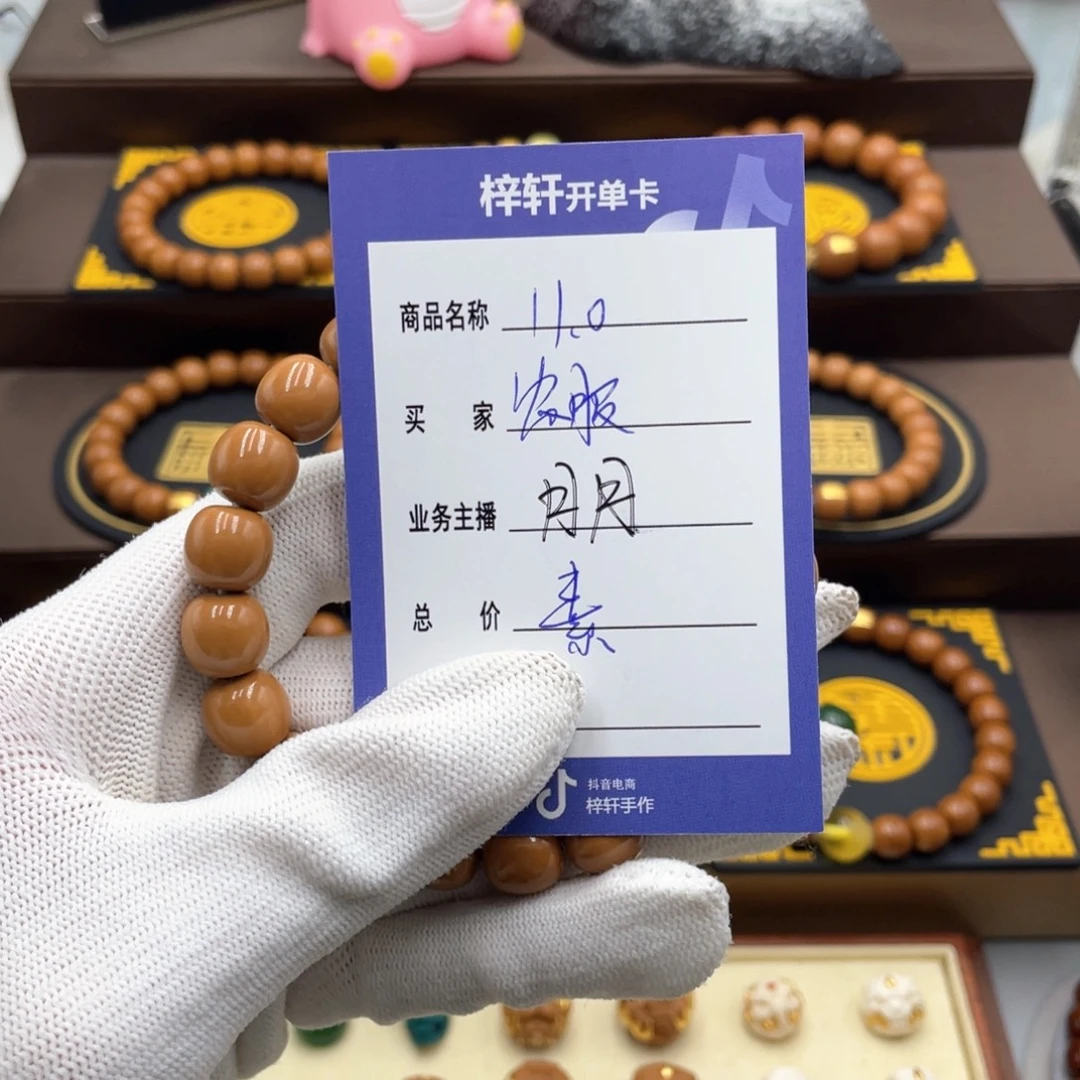 梓轩开单卡
商品名称 11.0
买家 客服
业务主播 月月
总价 素
抖音电商
梓轩手作